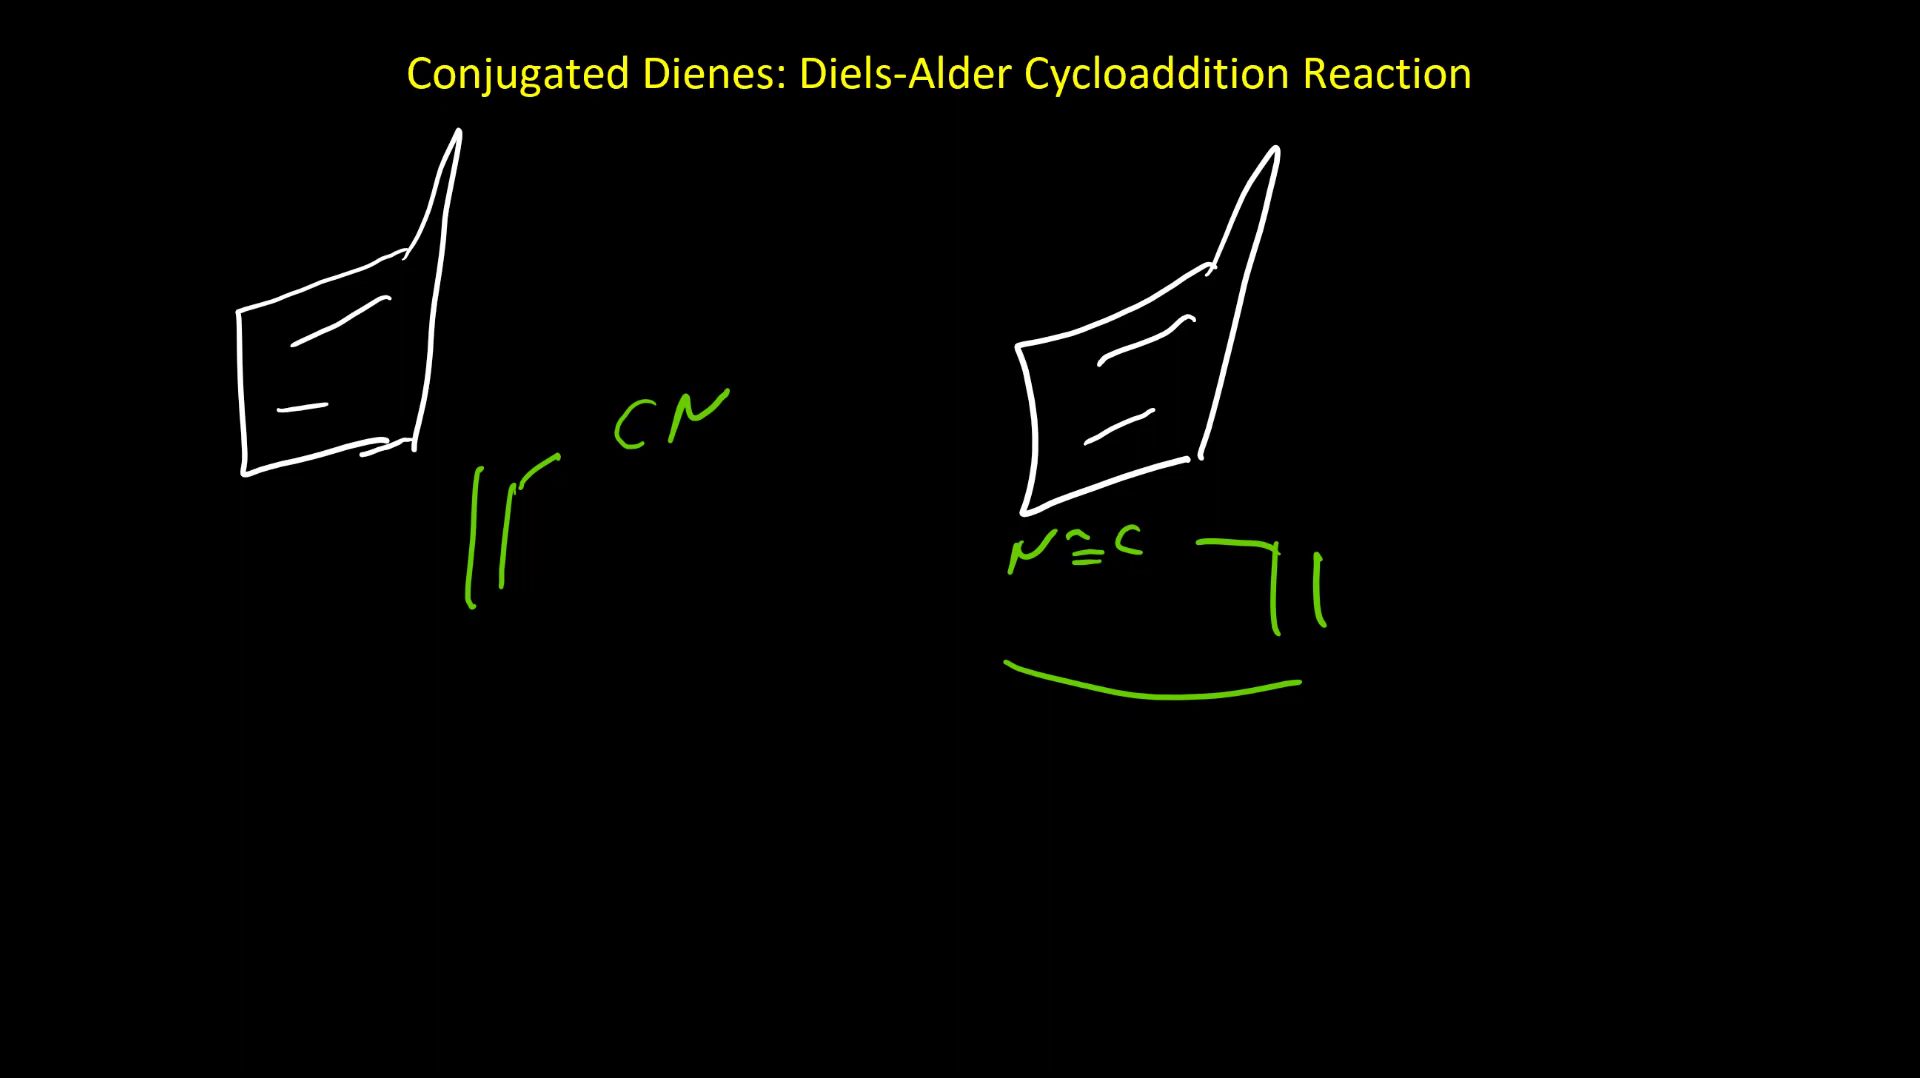 Conjugated Dienes: Diels-Alder Cycloaddition Reaction
CN
N≡C